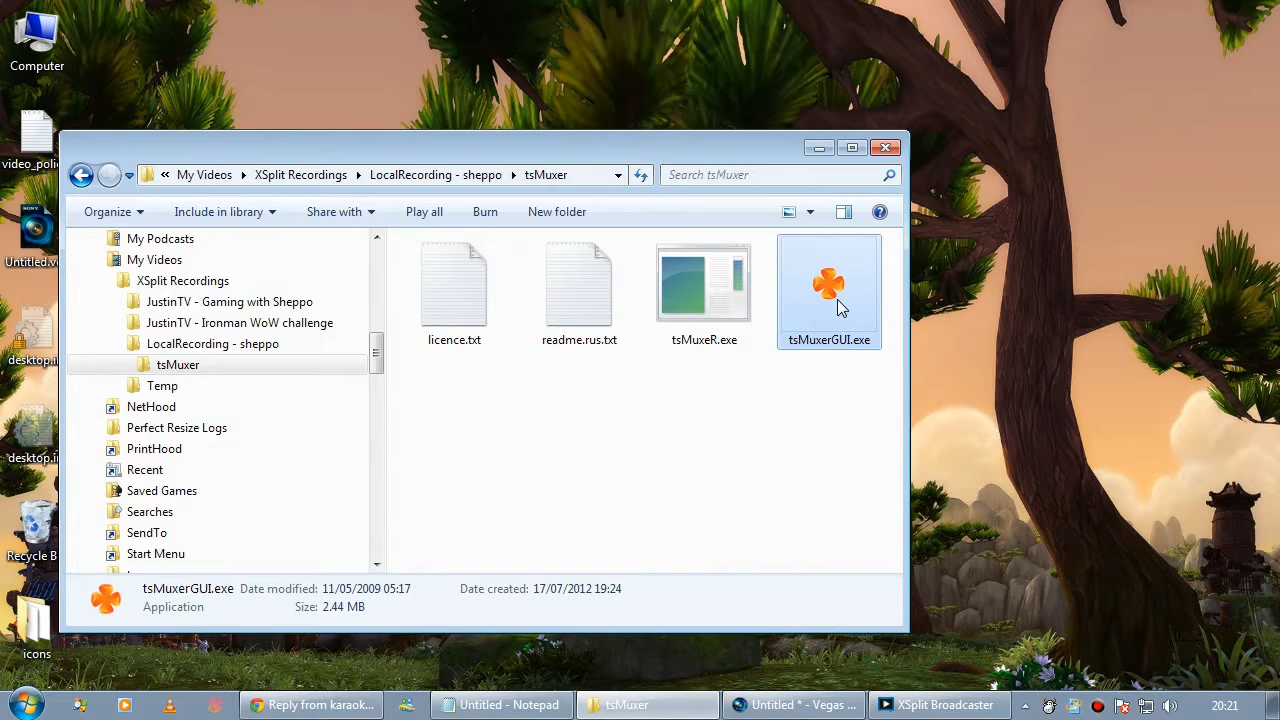 Computer
video_poli
Untitled.ve
desktop.in
desktop.in
Recycle B
icons
« My Videos XSplit Recordings LocalRecording - sheppo tsMuxer
Search tsMuxer
Organize Include in library Share with Play all Burn New folder
My Podcasts
My Videos
XSplit Recordings
JustinTV - Gaming with Sheppo
JustinTV - Ironman WoW challenge
LocalRecording - sheppo
tsMuxer
Temp
NetHood
Perfect Resize Logs
PrintHood
Recent
Saved Games
Searches
SendTo
Start Menu
licence.txt
readme.rus.txt
tsMuxeR.exe
tsMuxerGUI.exe
tsMuxerGUI.exe Date modified: 11/05/2009 05:17 Date created: 17/07/2012 19:24
Application Size: 2.44 MB
Reply from karaok... Untitled - Notepad tsMuxer Untitled * - Vegas ... XSplit Broadcaster 20:21